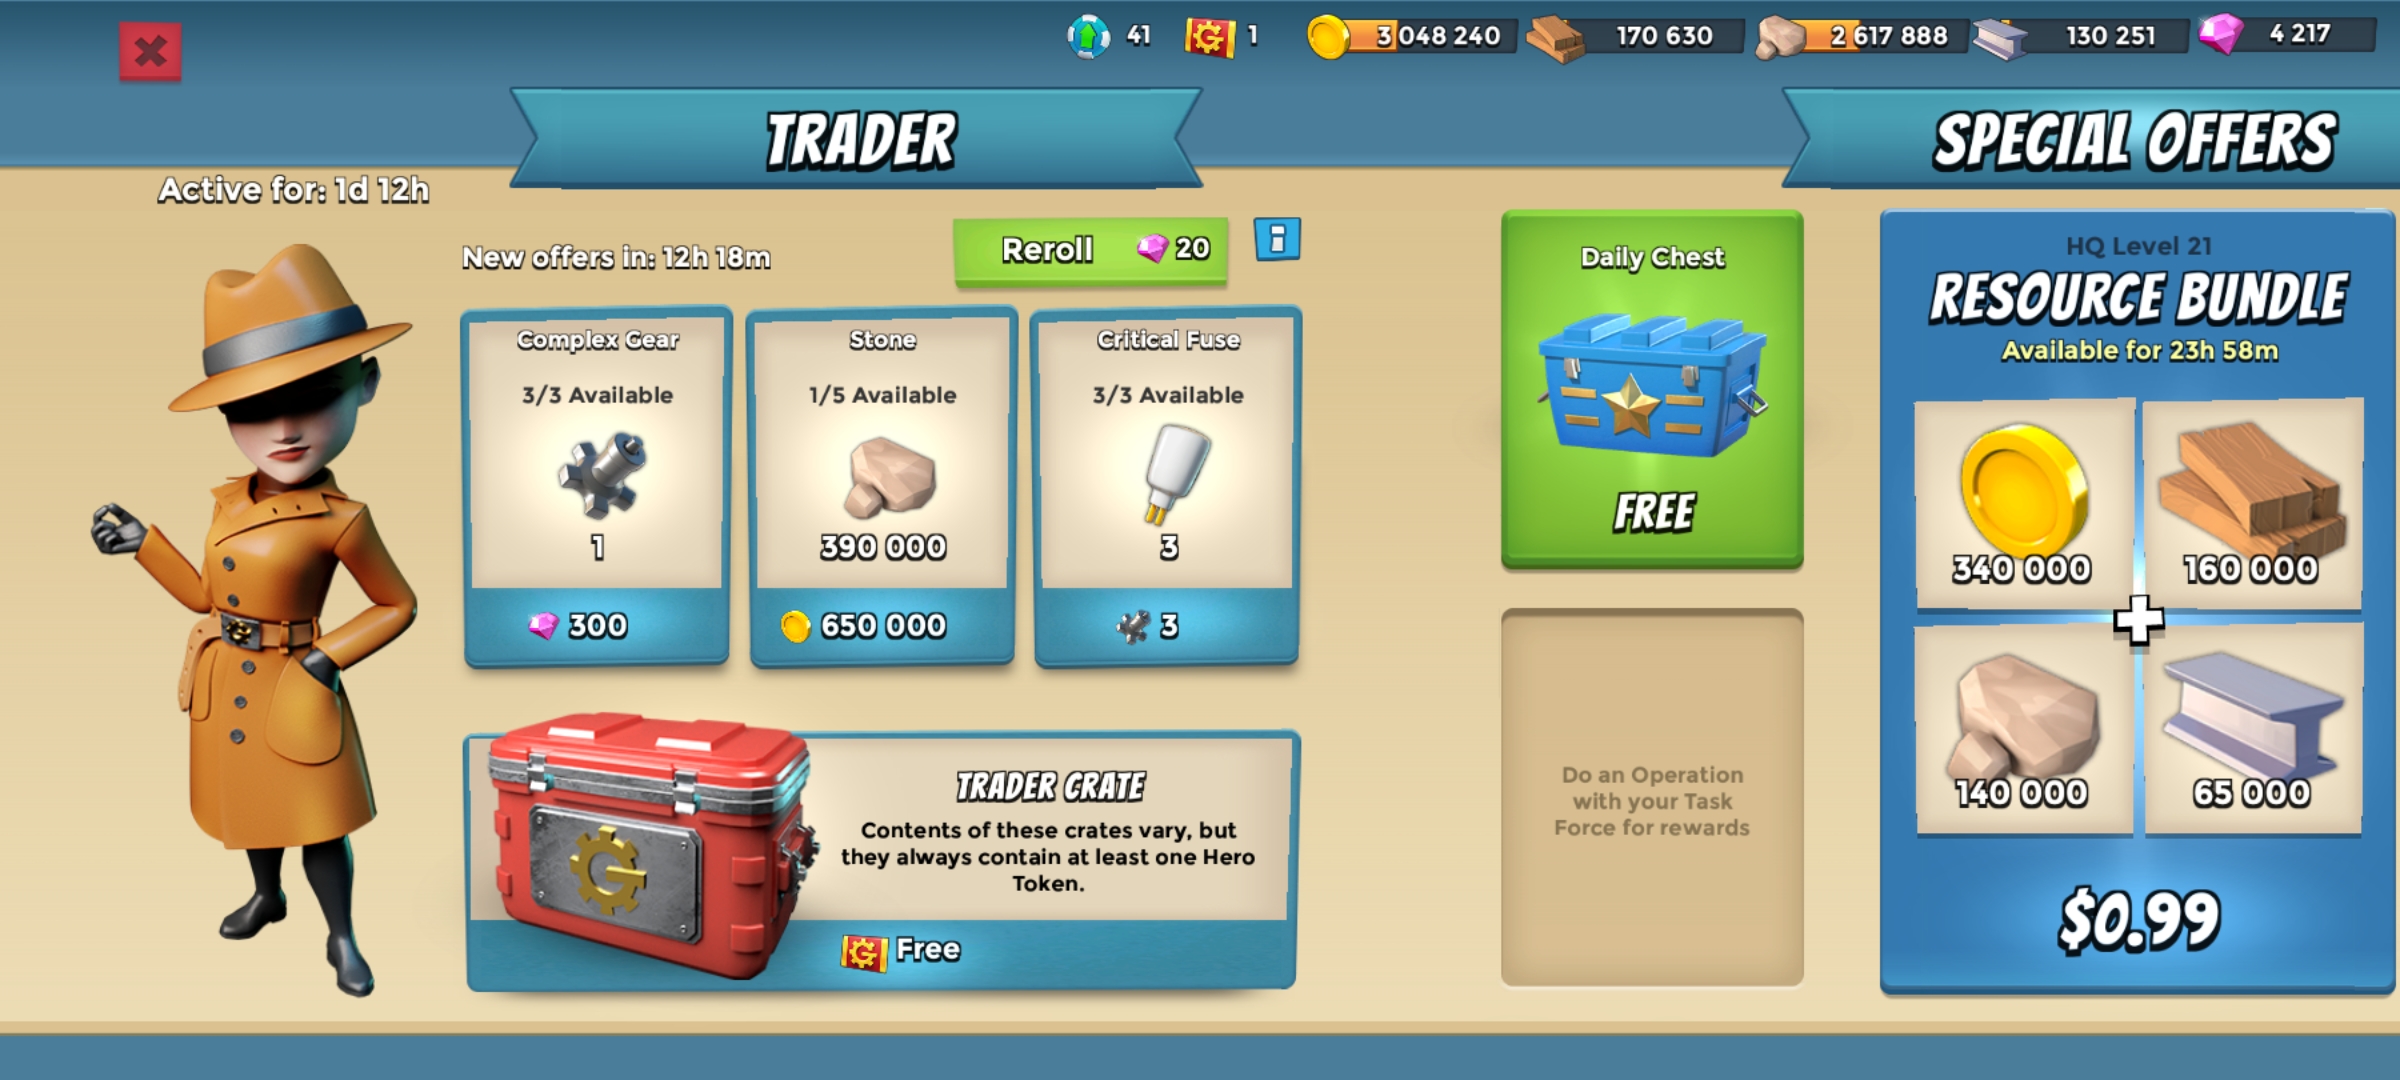 41
1
3 048 240
170 630
2 617 888
130 251
4 217
TRADER
SPECIAL OFFERS
Active for: 1d 12h
New offers in: 12h 18m
Reroll 20
Complex Gear
3/3 Available
1
300
Stone
1/5 Available
390 000
650 000
Critical Fuse
3/3 Available
3
3
TRADER CRATE
Contents of these crates vary, but
they always contain at least one Hero
Token.
Free
Daily Chest
FREE
Do an Operation
with your Task
Force for rewards
HQ Level 21
RESOURCE BUNDLE
Available for 23h 58m
340 000
160 000
140 000
65 000
$0.99